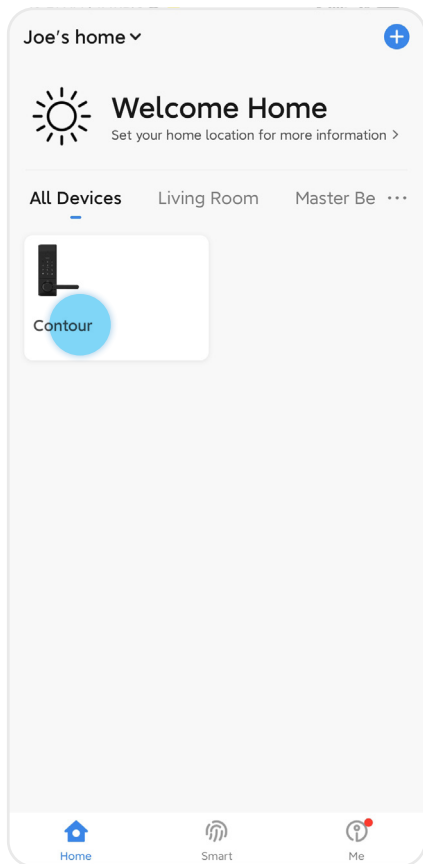 Joe's home
Welcome Home
Set your home location for more information >
All Devices Living Room Master Be ...
Contour
Home Smart Me